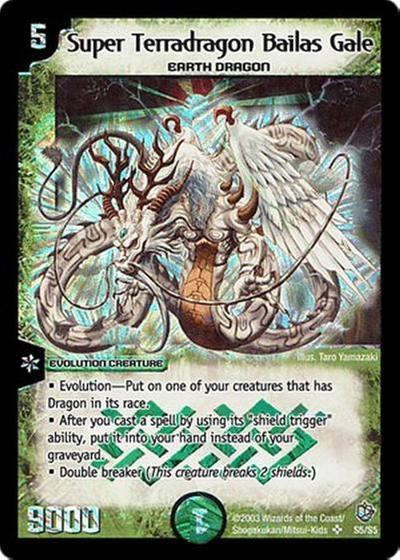 5 Super Terradragon Bailas Gale
EARTH DRAGON
Illus. Taro Yamazaki
EVOLUTION CREATURE
▪ Evolution—Put on one of your creatures that has
Dragon in its race.
▪ After you cast a spell by using its "shield trigger"
ability, put it into your hand instead of your
graveyard.
▪ Double breaker (This creature breaks 2 shields.)
9000
1
©2003 Wizards of the Coast/
Shogakukan/Mitsui-Kids
S5/S5